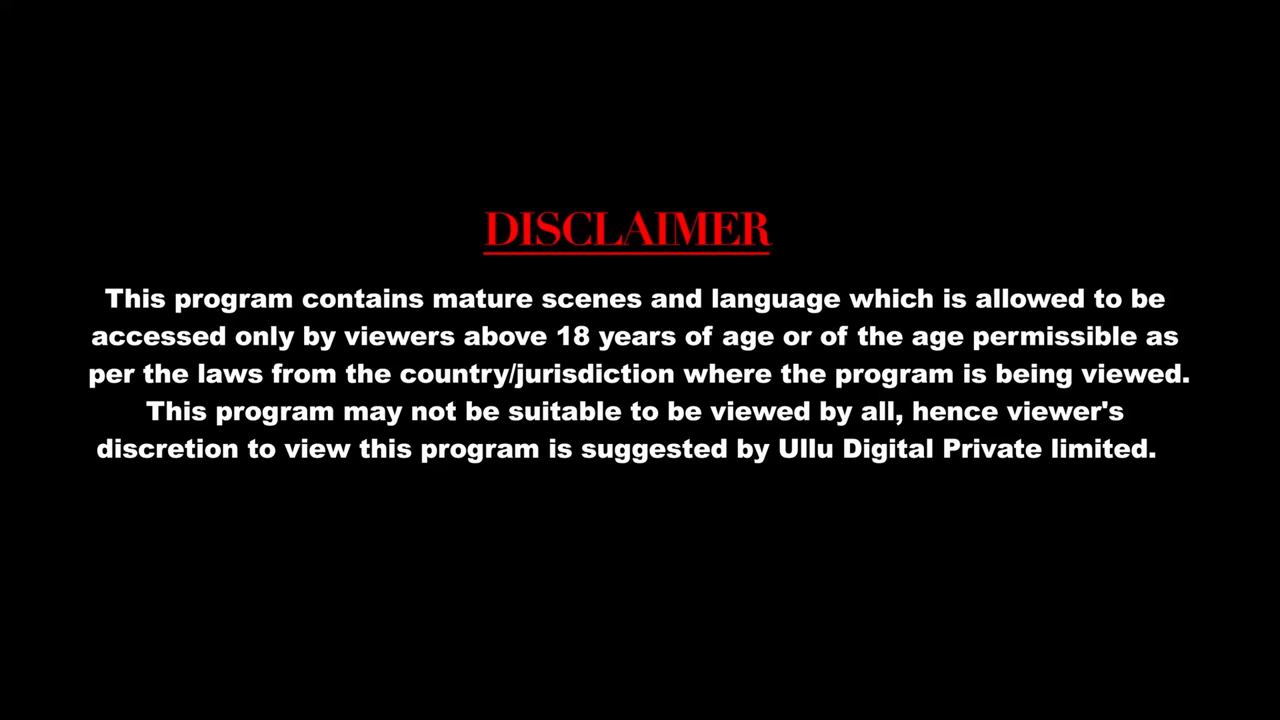 DISCLAIMER
This program contains mature scenes and language which is allowed to be
accessed only by viewers above 18 years of age or of the age permissible as
per the laws from the country/jurisdiction where the program is being viewed.
This program may not be suitable to be viewed by all, hence viewer's
discretion to view this program is suggested by Ullu Digital Private limited.